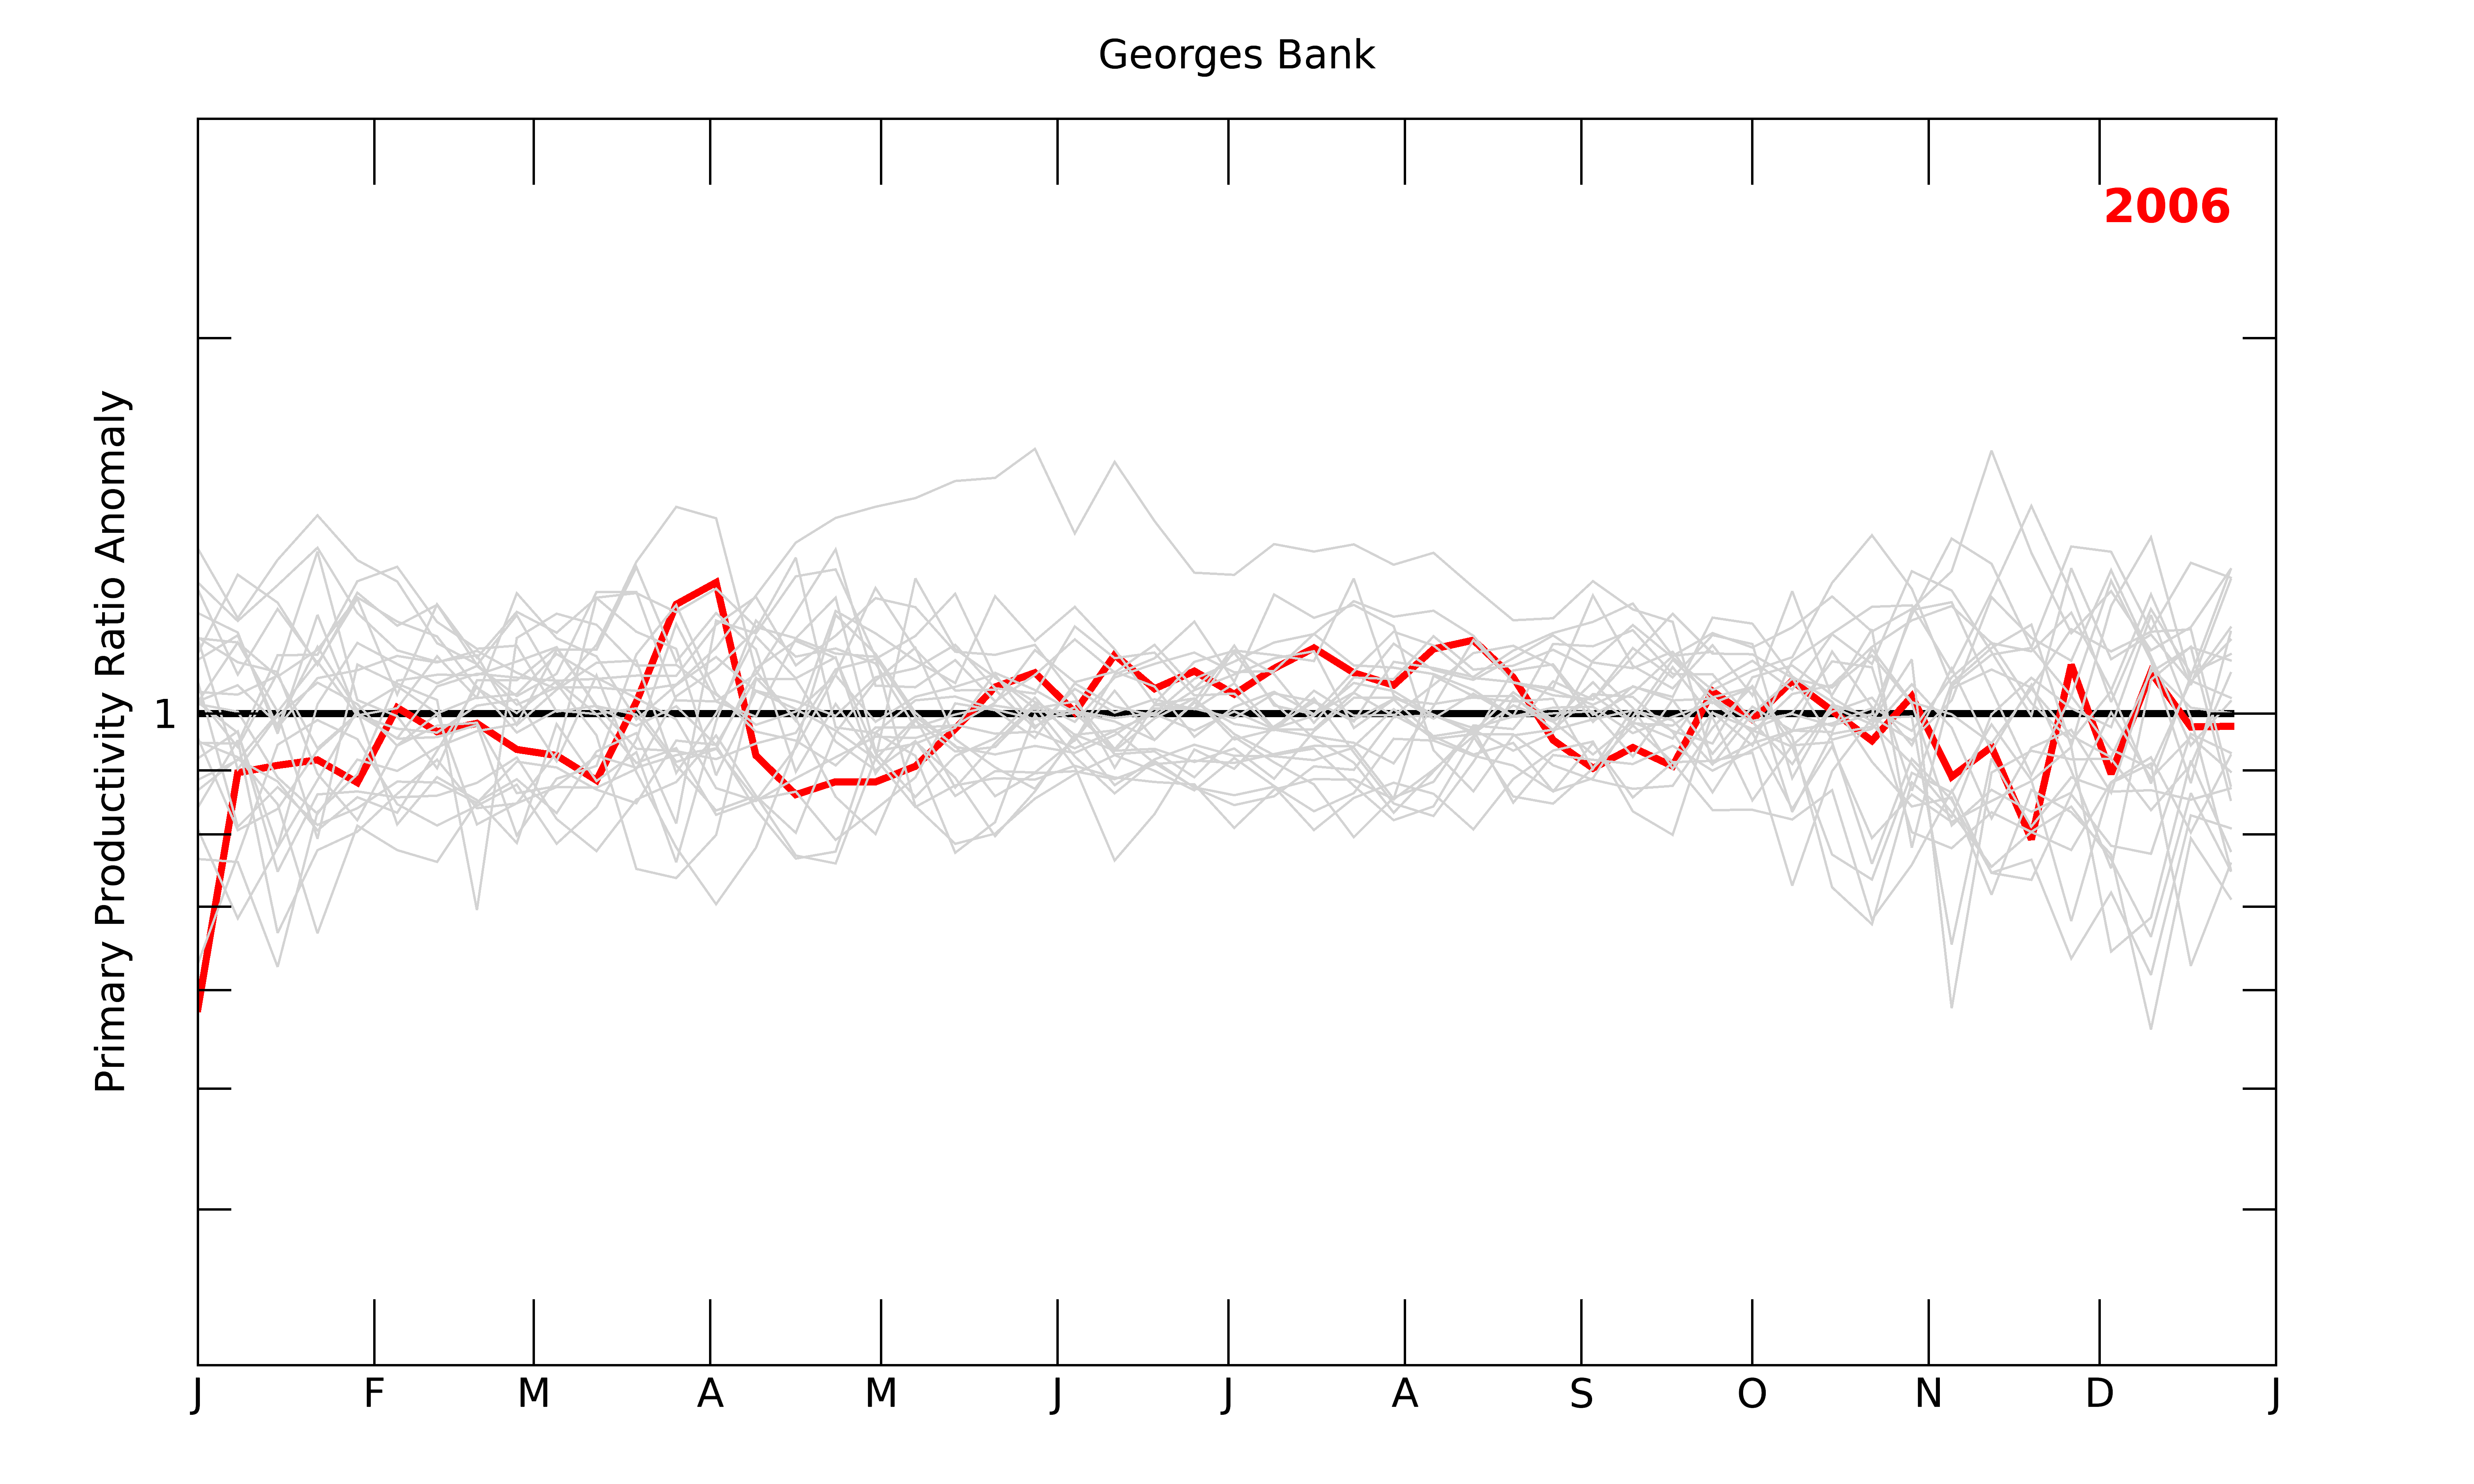 Georges Bank
2006
Primary Productivity Ratio Anomaly
1
J F M A M J J A S O N D J